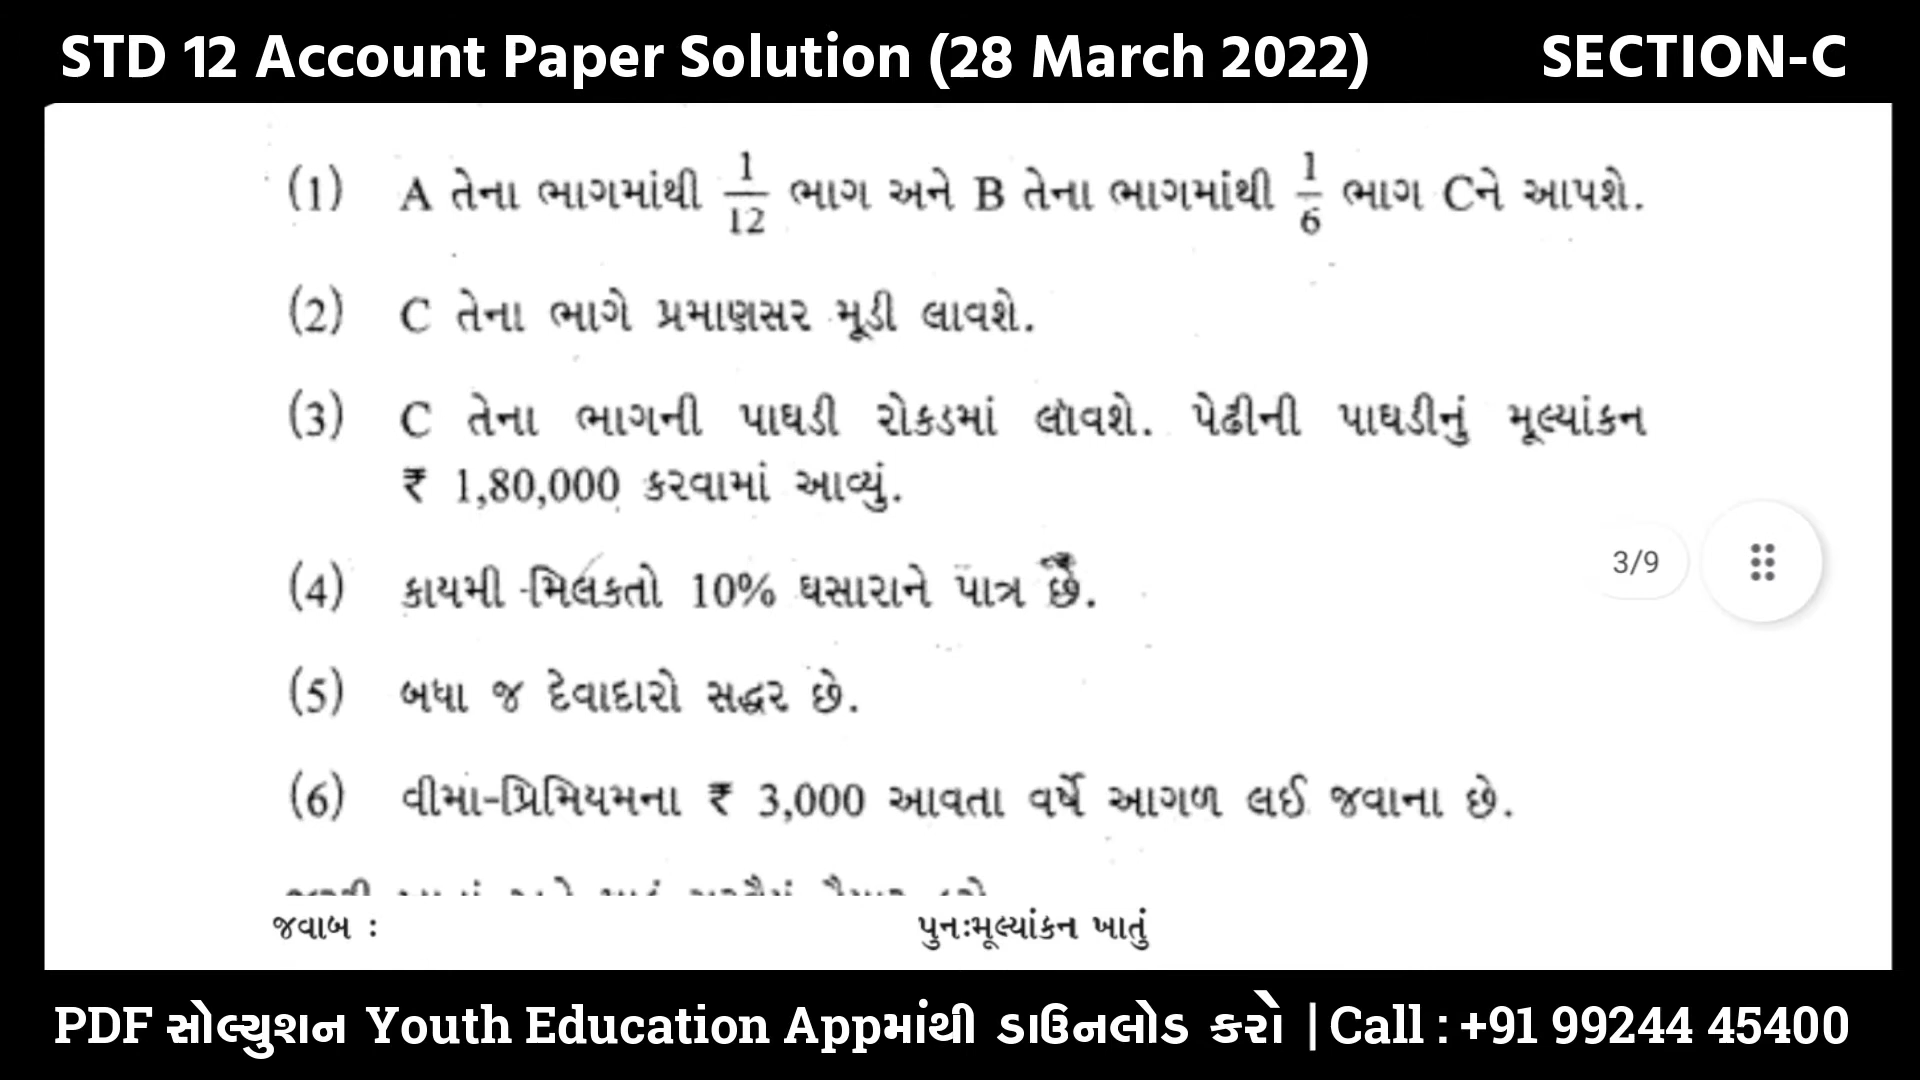 STD 12 Account Paper Solution (28 March 2022) SECTION-C
(1) A તેના ભાગમાંથી 1/12 ભાગ અને B તેના ભાગમાંથી 1/6 ભાગ Cને આપશે.
(2) C તેના ભાગે પ્રમાણસર મૂડી લાવશે.
(3) C તેના ભાગની પાઘડી રોકડમાં લાવશે. પેઢીની પાઘડીનું મૂલ્યાંકન
₹ 1,80,000 કરવામાં આવ્યું.
3/9
(4) કાયમી મિલકતો 10% ઘસારાને પાત્ર છે.
(5) બધા જ દેવાદારો સદ્ધર છે.
(6) વીમા-પ્રિમિયમના ₹ 3,000 આવતા વર્ષે આગળ લઈ જવાના છે.
જવાબ : પુનઃમૂલ્યાંકન ખાતું
PDF સોલ્યુશન Youth Education Appમાંથી ડાઉનલોડ કરો | Call : +91 99244 45400